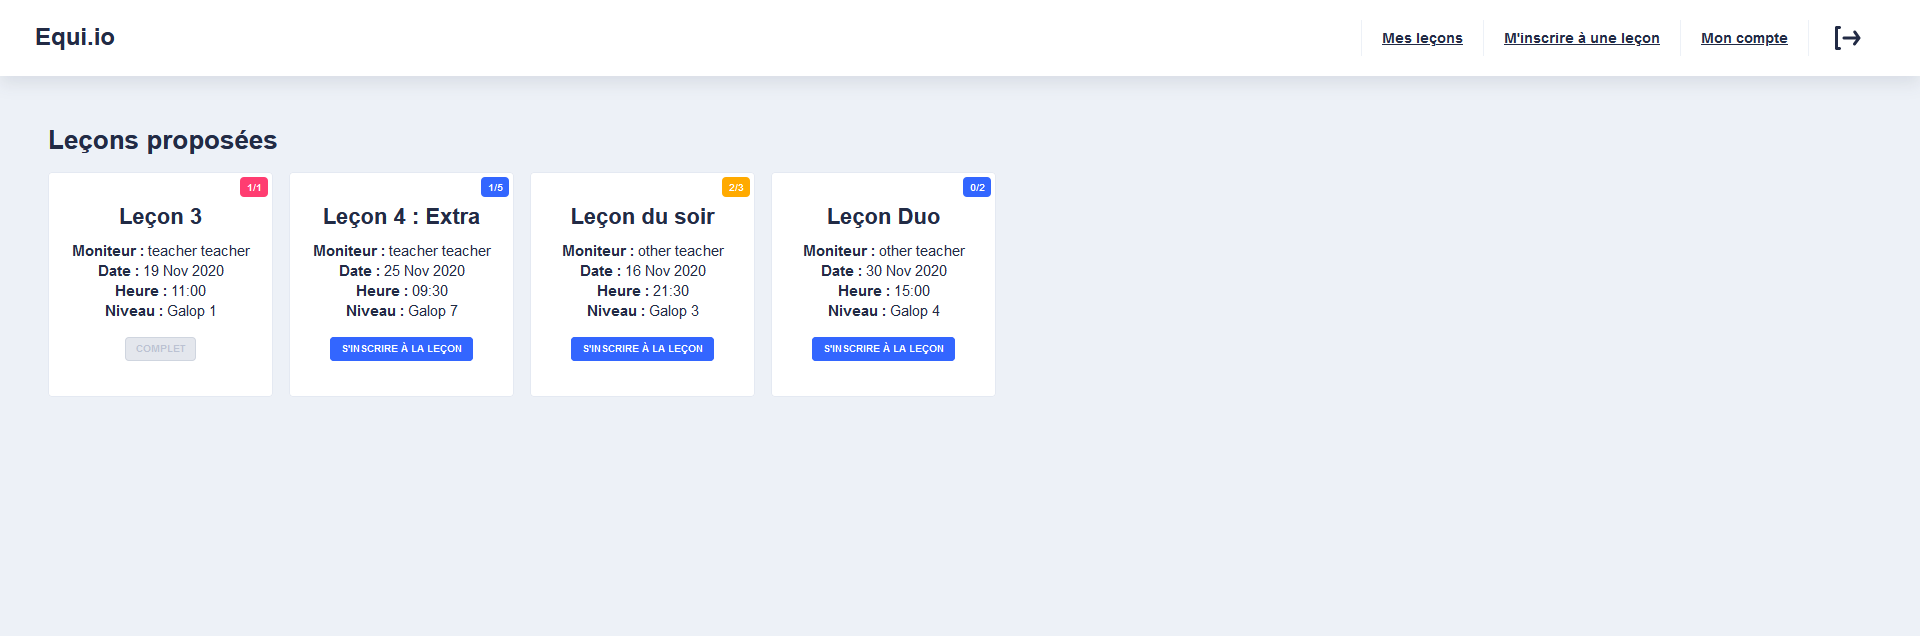 Equi.io
Mes leçons
M'inscrire à une leçon
Mon compte
Leçons proposées
1/1
Leçon 3
Moniteur : teacher teacher
Date : 19 Nov 2020
Heure : 11:00
Niveau : Galop 1
COMPLET
1/5
Leçon 4 : Extra
Moniteur : teacher teacher
Date : 25 Nov 2020
Heure : 09:30
Niveau : Galop 7
S'INSCRIRE À LA LEÇON
2/3
Leçon du soir
Moniteur : other teacher
Date : 16 Nov 2020
Heure : 21:30
Niveau : Galop 3
S'INSCRIRE À LA LEÇON
0/2
Leçon Duo
Moniteur : other teacher
Date : 30 Nov 2020
Heure : 15:00
Niveau : Galop 4
S'INSCRIRE À LA LEÇON